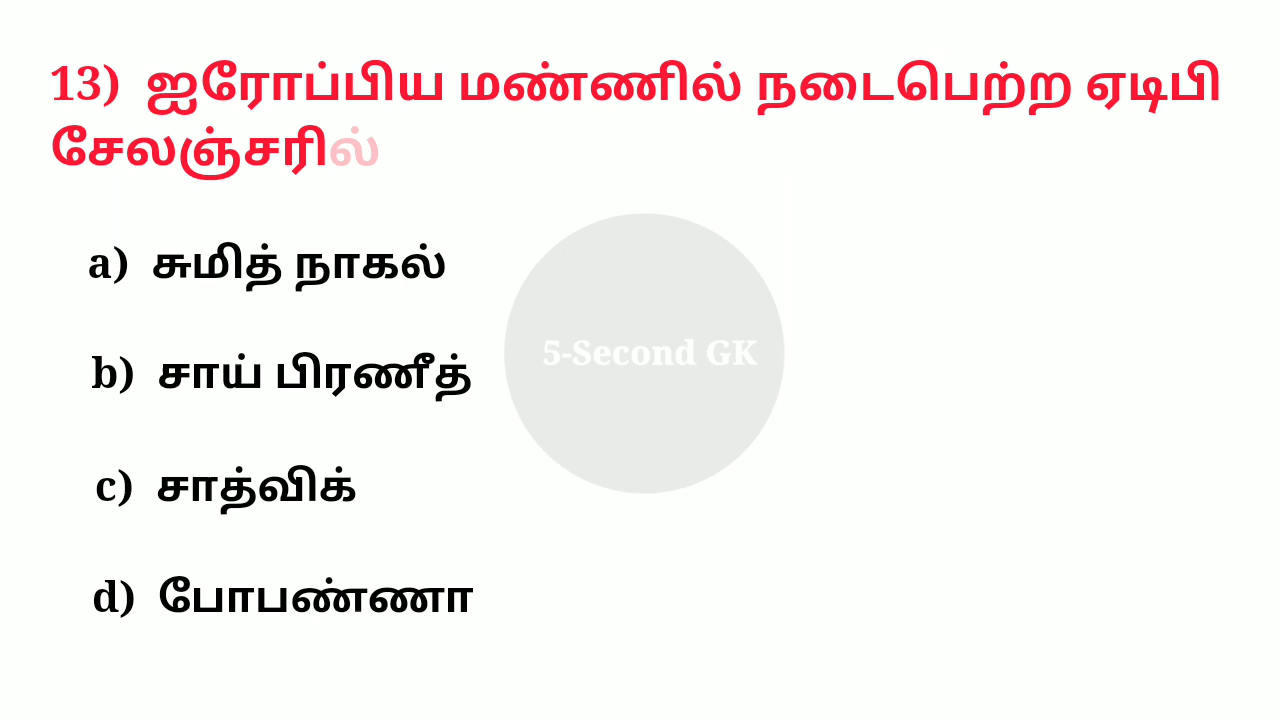 13) ஐரோப்பிய மண்ணில் நடைபெற்ற ஏடிபி
சேலஞ்சரில்
a) சுமித் நாகல்
5-Second GK
b) சாய் பிரணீத்
c) சாத்விக்
d) போபண்ணா